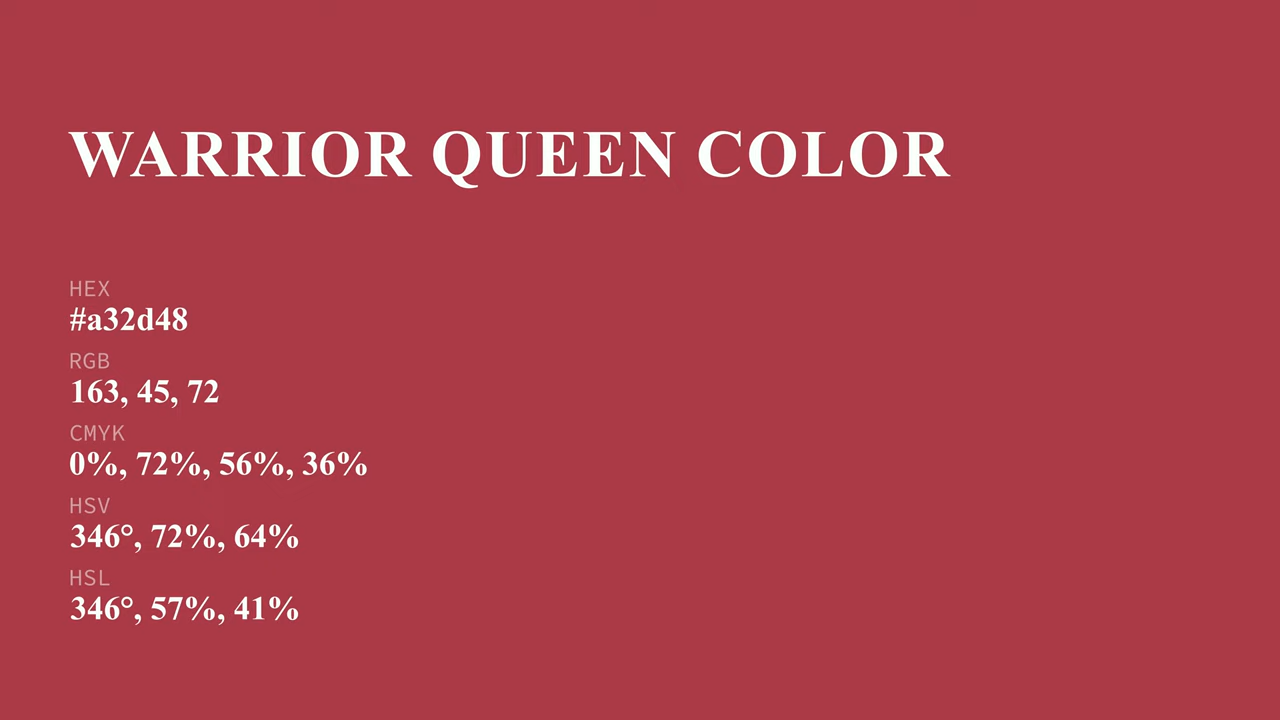 WARRIOR QUEEN COLOR
HEX
#a32d48
RGB
163, 45, 72
CMYK
0%, 72%, 56%, 36%
HSV
346°, 72%, 64%
HSL
346°, 57%, 41%